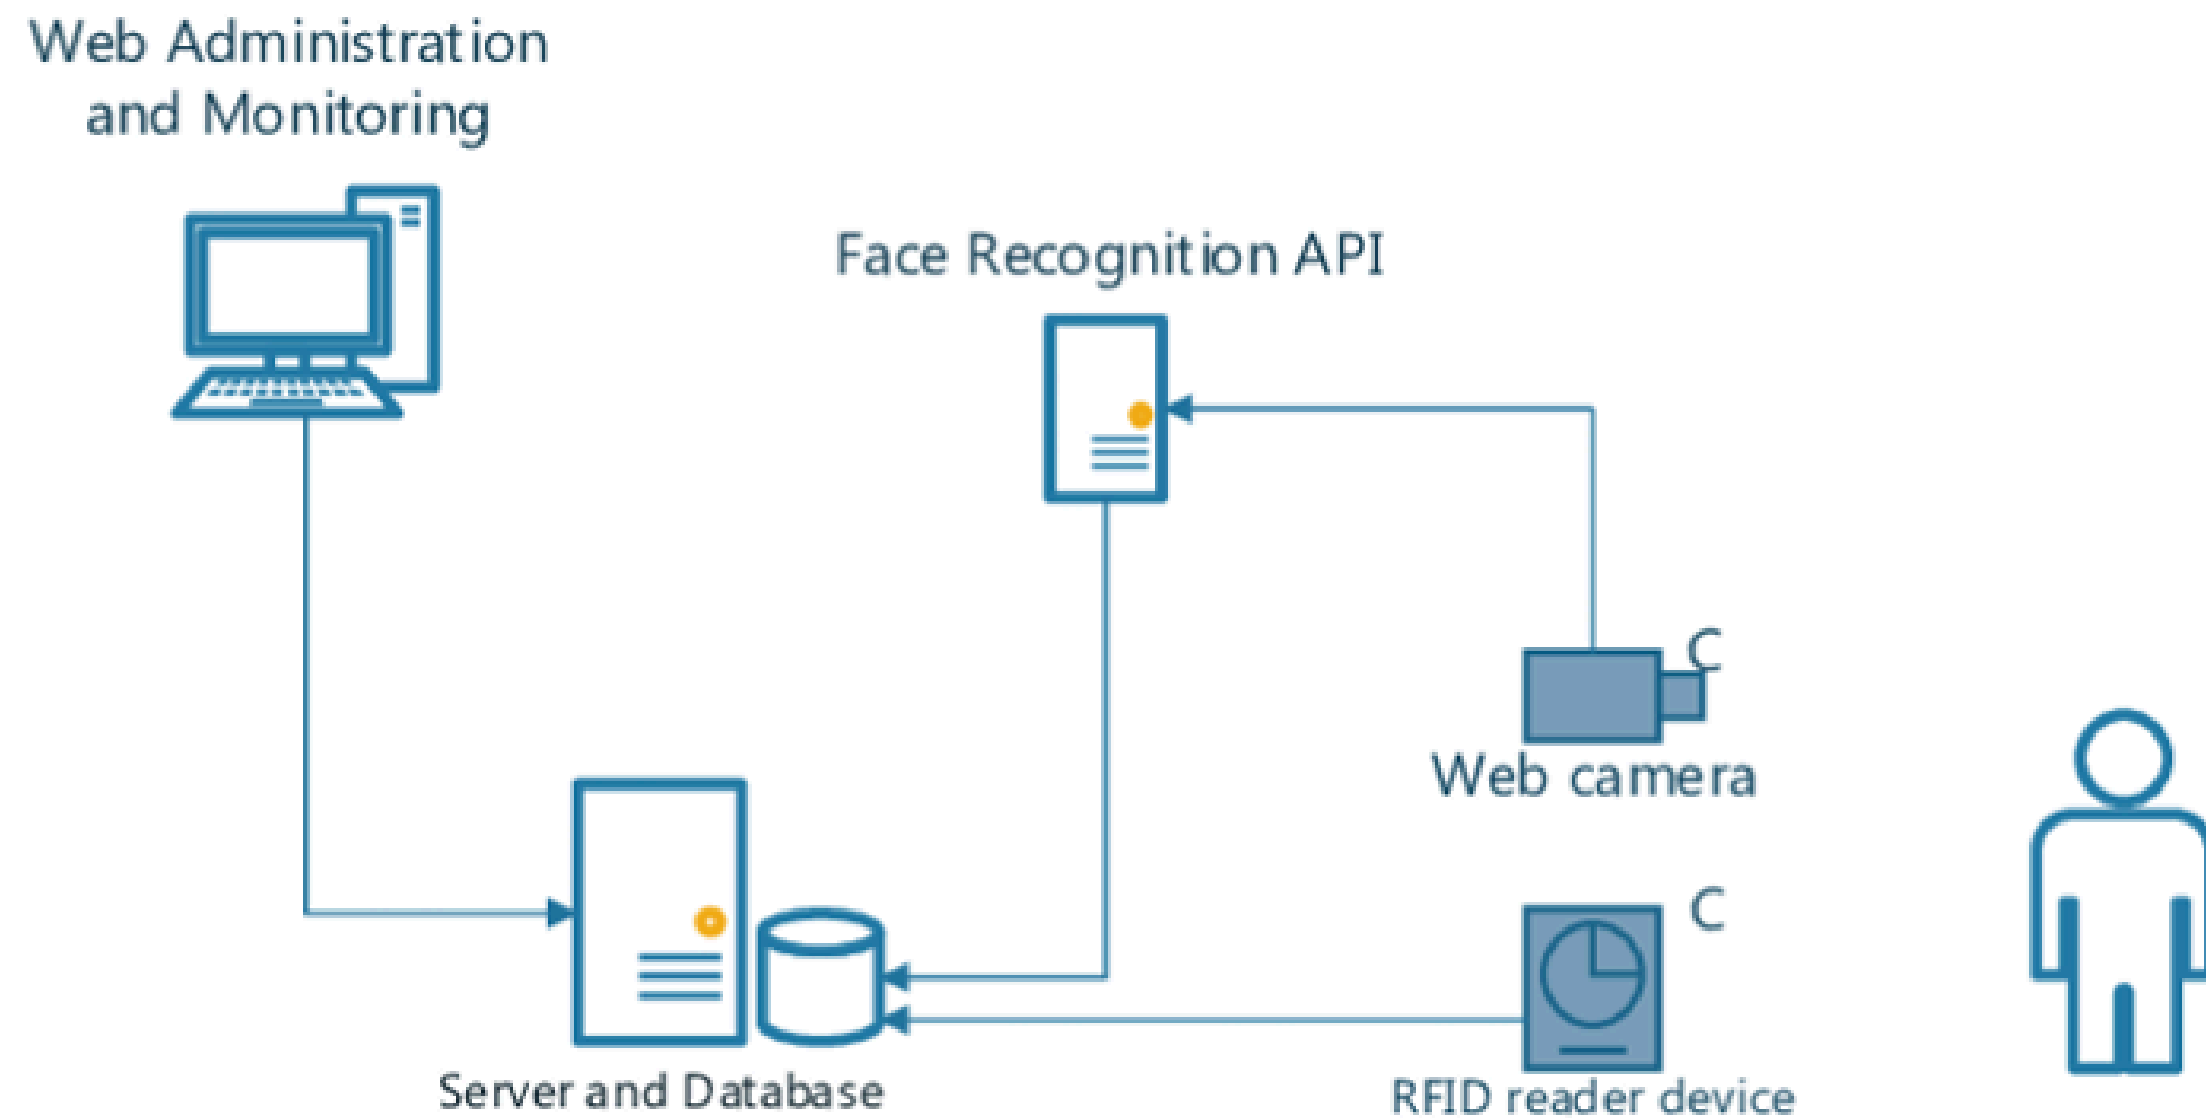 Web Administration
and Monitoring
Face Recognition API
C
Web camera
C
Server and Database
RFID reader device